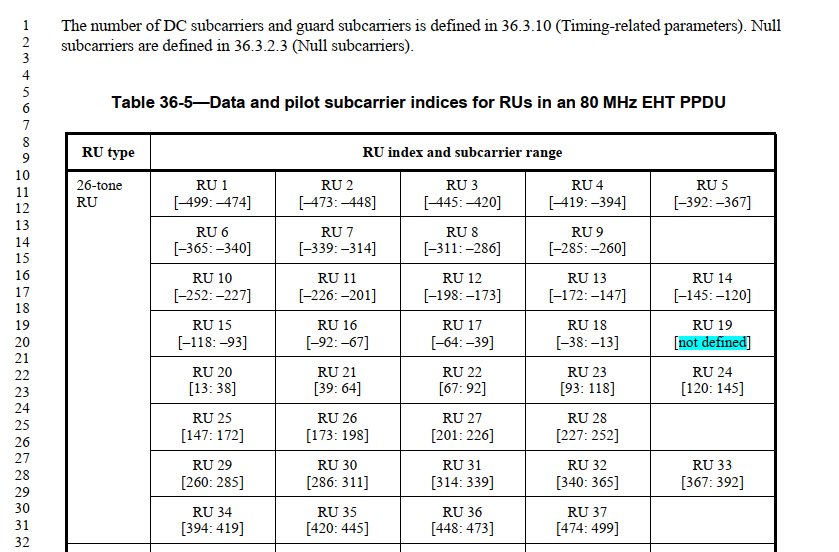 1 The number of DC subcarriers and guard subcarriers is defined in 36.3.10 (Timing-related parameters). Null
2 subcarriers are defined in 36.3.2.3 (Null subcarriers).
3
4
5
6 Table 36-5—Data and pilot subcarrier indices for RUs in an 80 MHz EHT PPDU
7
8
9 RU type RU index and subcarrier range
10
11 26-tone RU 1 RU 2 RU 3 RU 4 RU 5
12 RU [–499: –474] [–473: –448] [–445: –420] [–419: –394] [–392: –367]
13
14 RU 6 RU 7 RU 8 RU 9
15 [–365: –340] [–339: –314] [–311: –286] [–285: –260]
16 RU 10 RU 11 RU 12 RU 13 RU 14
17 [–252: –227] [–226: –201] [–198: –173] [–172: –147] [–145: –120]
18
19 RU 15 RU 16 RU 17 RU 18 RU 19
20 [–118: –93] [–92: –67] [–64: –39] [–38: –13] [not defined]
21
22 RU 20 RU 21 RU 22 RU 23 RU 24
23 [13: 38] [39: 64] [67: 92] [93: 118] [120: 145]
24
25 RU 25 RU 26 RU 27 RU 28
26 [147: 172] [173: 198] [201: 226] [227: 252]
27
28 RU 29 RU 30 RU 31 RU 32 RU 33
29 [260: 285] [286: 311] [314: 339] [340: 365] [367: 392]
30 RU 34 RU 35 RU 36 RU 37
31 [394: 419] [420: 445] [448: 473] [474: 499]
32